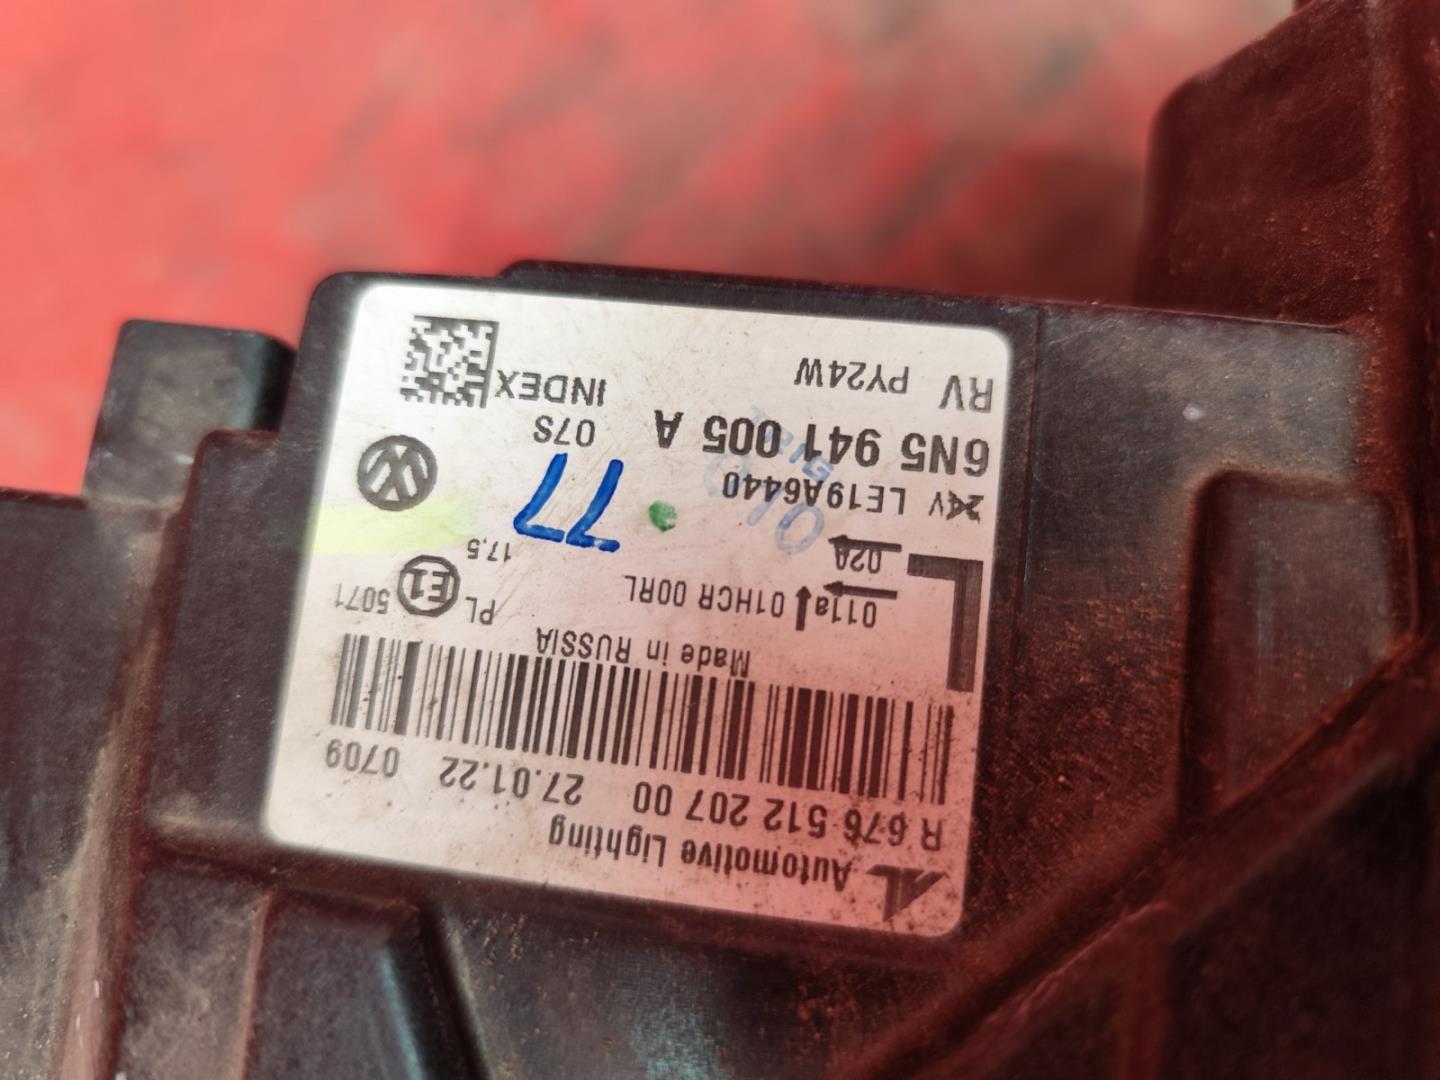 Automotive Lighting
R 676 512 207 00 27.01.22 0709
Made in RUSSIA
L
011a 01HCR 00RL
02A
PL E1 5071
17,5
24V LE19A6440
77
6N5 941 005 A
07S
INDEX
RV PY24W